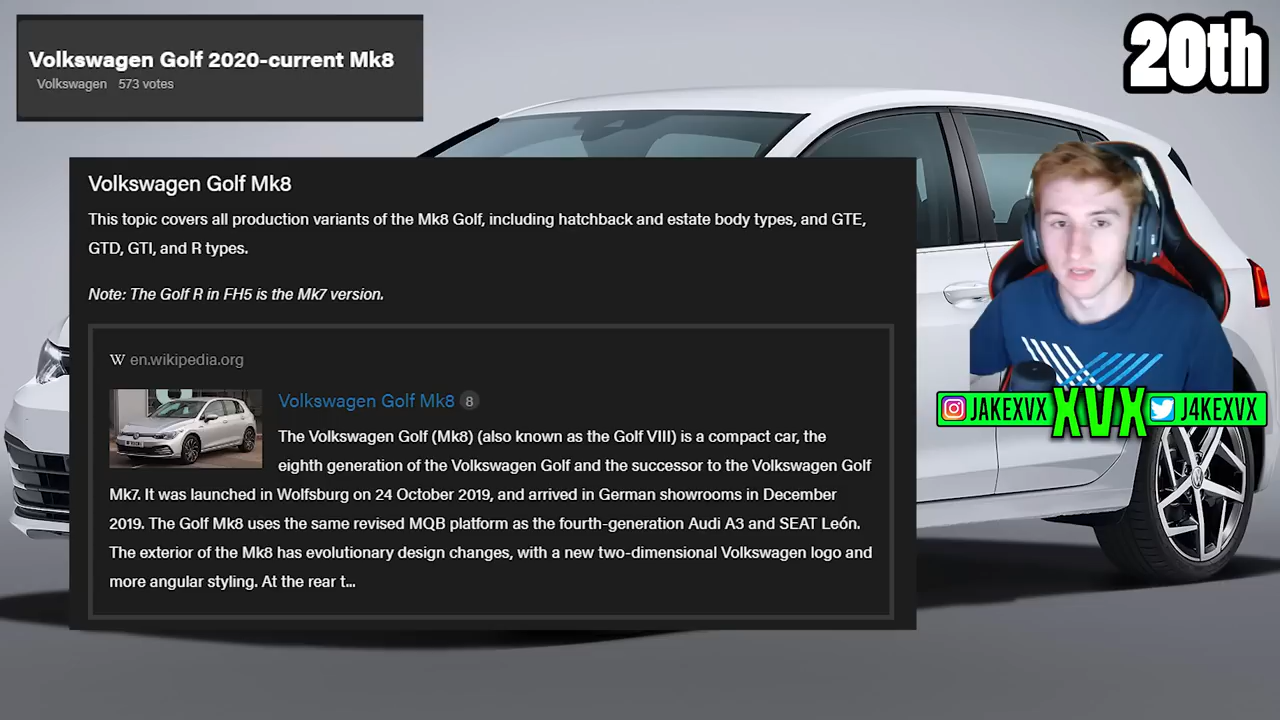 20th
Volkswagen Golf 2020-current Mk8
Volkswagen 573 votes
Volkswagen Golf Mk8
This topic covers all production variants of the Mk8 Golf, including hatchback and estate body types, and GTE,
GTD, GTI, and R types.
Note: The Golf R in FH5 is the Mk7 version.
W en.wikipedia.org
Volkswagen Golf Mk8 8
The Volkswagen Golf (Mk8) (also known as the Golf VIII) is a compact car, the
eighth generation of the Volkswagen Golf and the successor to the Volkswagen Golf
Mk7. It was launched in Wolfsburg on 24 October 2019, and arrived in German showrooms in December
2019. The Golf Mk8 uses the same revised MQB platform as the fourth-generation Audi A3 and SEAT León.
The exterior of the Mk8 has evolutionary design changes, with a new two-dimensional Volkswagen logo and
more angular styling. At the rear t...
JAKEXVX XVX J4KEXVX